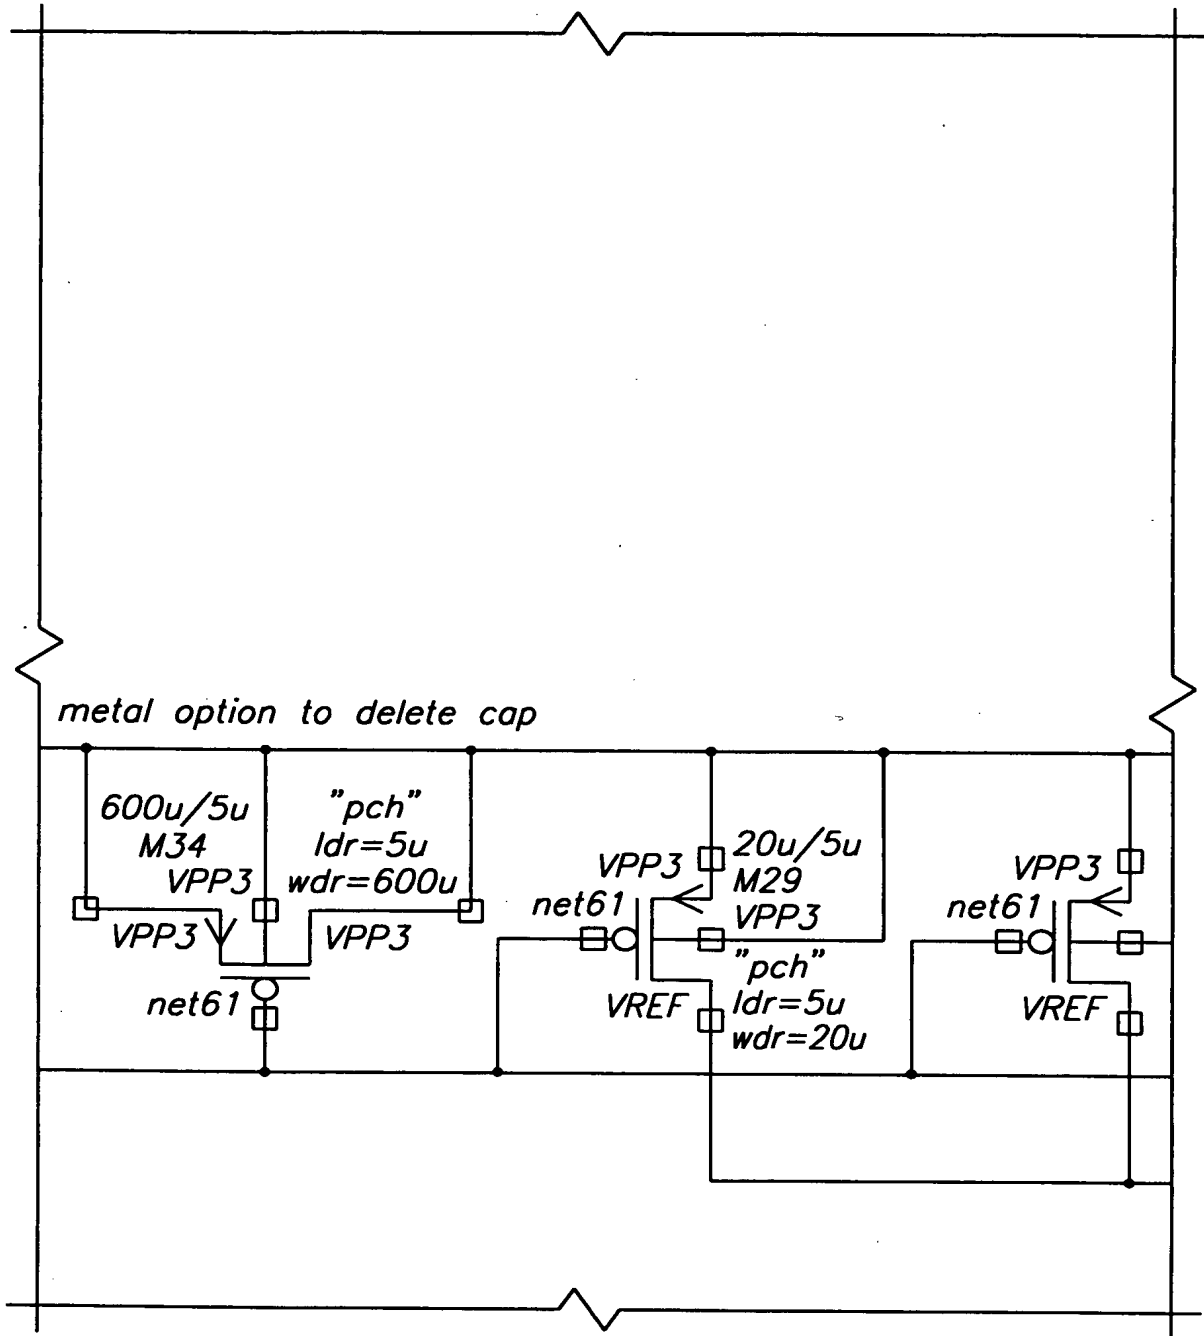 metal option to delete cap
600u/5u
M34
VPP3
"pch"
ldr=5u
wdr=600u
VPP3
VPP3
net61
VPP3
20u/5u
M29
VPP3
net61
"pch"
ldr=5u
wdr=20u
VREF
VPP3
net61
VREF